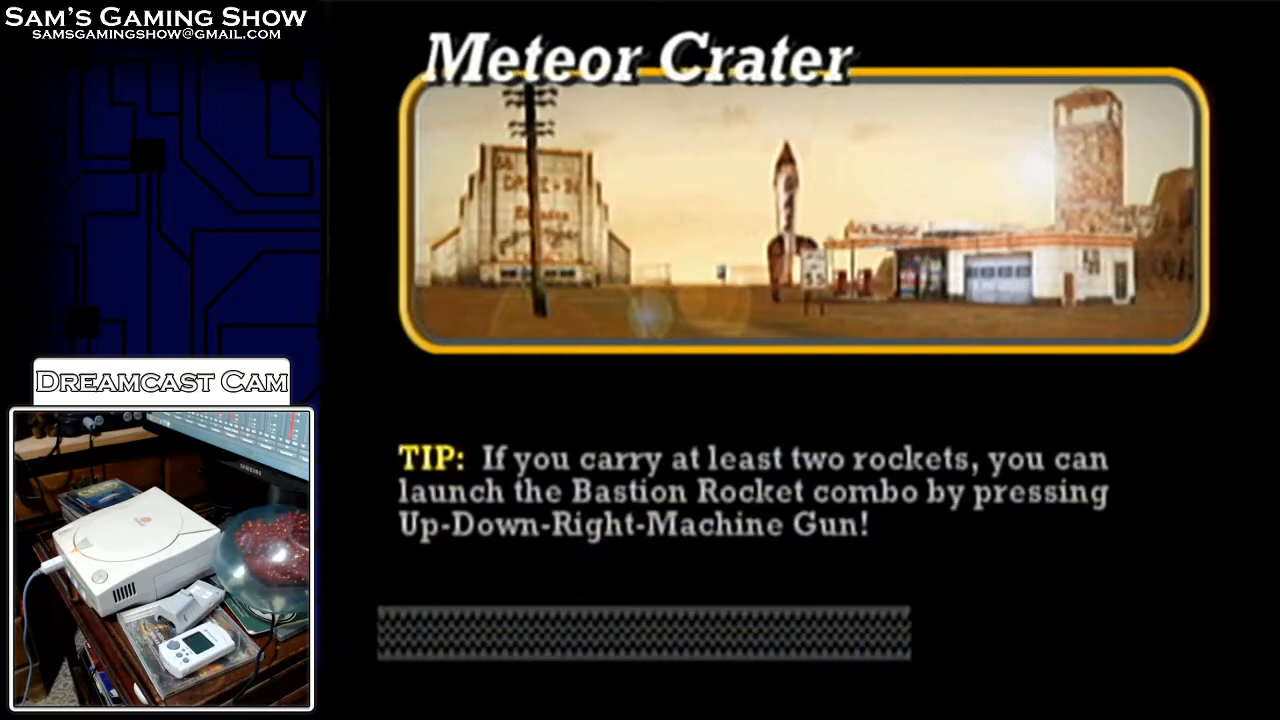 SAM'S GAMING SHOW
SAMSGAMINGSHOW@GMAIL.COM
Meteor Crater
TIP: If you carry at least two rockets, you can
launch the Bastion Rocket combo by pressing
Up-Down-Right-Machine Gun!
DREAMCAST CAM
SAMSUNG